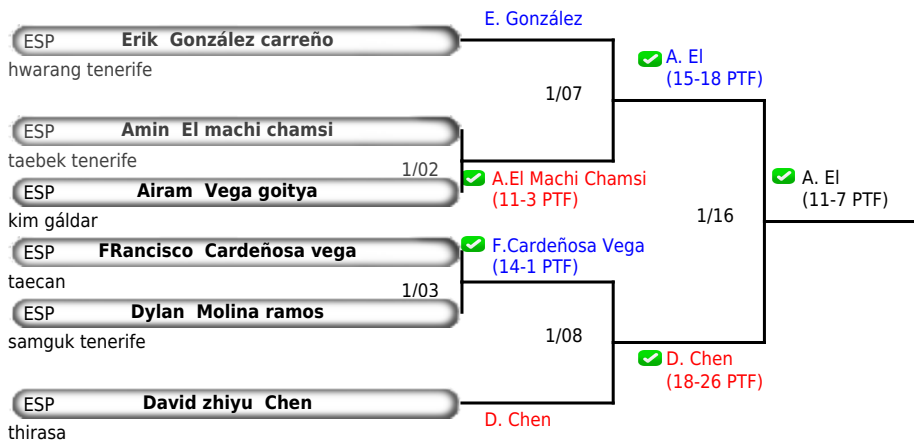 E. González
ESP Erik González carreño
hwarang tenerife
A. El
(15-18 PTF)
1/07
ESP Amin El machi chamsi
taebek tenerife
1/02
A.El Machi Chamsi
(11-3 PTF)
ESP Airam Vega goitya
kim gáldar
A. El
(11-7 PTF)
1/16
ESP FRancisco Cardeñosa vega
taecan
F.Cardeñosa Vega
(14-1 PTF)
1/03
ESP Dylan Molina ramos
samguk tenerife
1/08
D. Chen
(18-26 PTF)
ESP David zhiyu Chen
thirasa
D. Chen